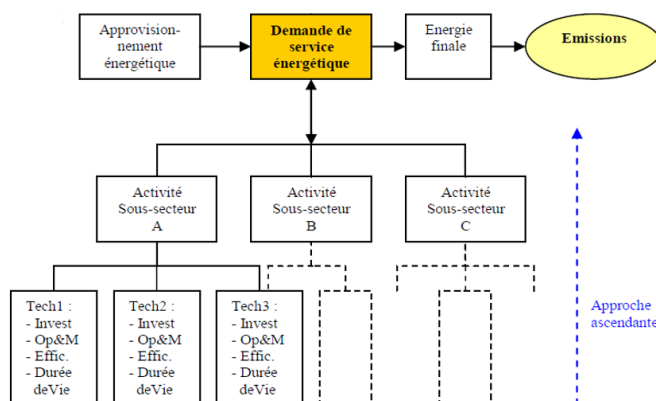 Approvision-
nement
énergétique
Demande de
service
énergétique
Energie
finale
Emissions
Activité
Sous-secteur
A
Activité
Sous-secteur
B
Activité
Sous-secteur
C
Tech1 :
- Invest
- Op&M
- Effic.
- Durée
deVie
Tech2 :
- Invest
- Op&M
- Effic.
- Durée
deVie
Tech3 :
- Invest
- Op&M
- Effic.
- Durée
deVie
Approche
ascendante